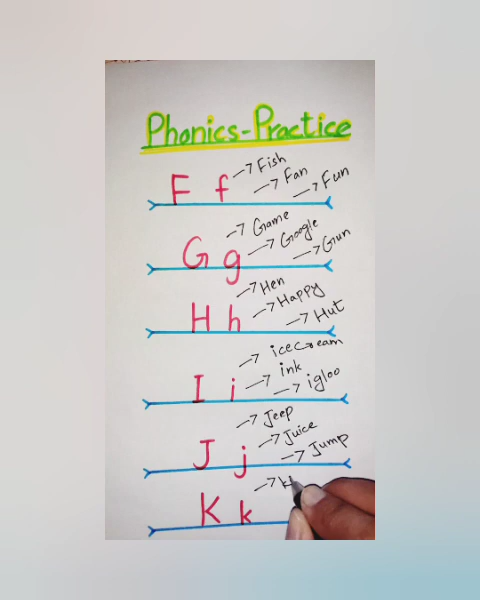 Phonics-Practice
F f → Fish → Fan → Fun
G g → Game → Google → Gun
H h → Hen → Happy → Hut
I i → icecream → ink → igloo
J j → Jeep → Juice → Jump
K k →